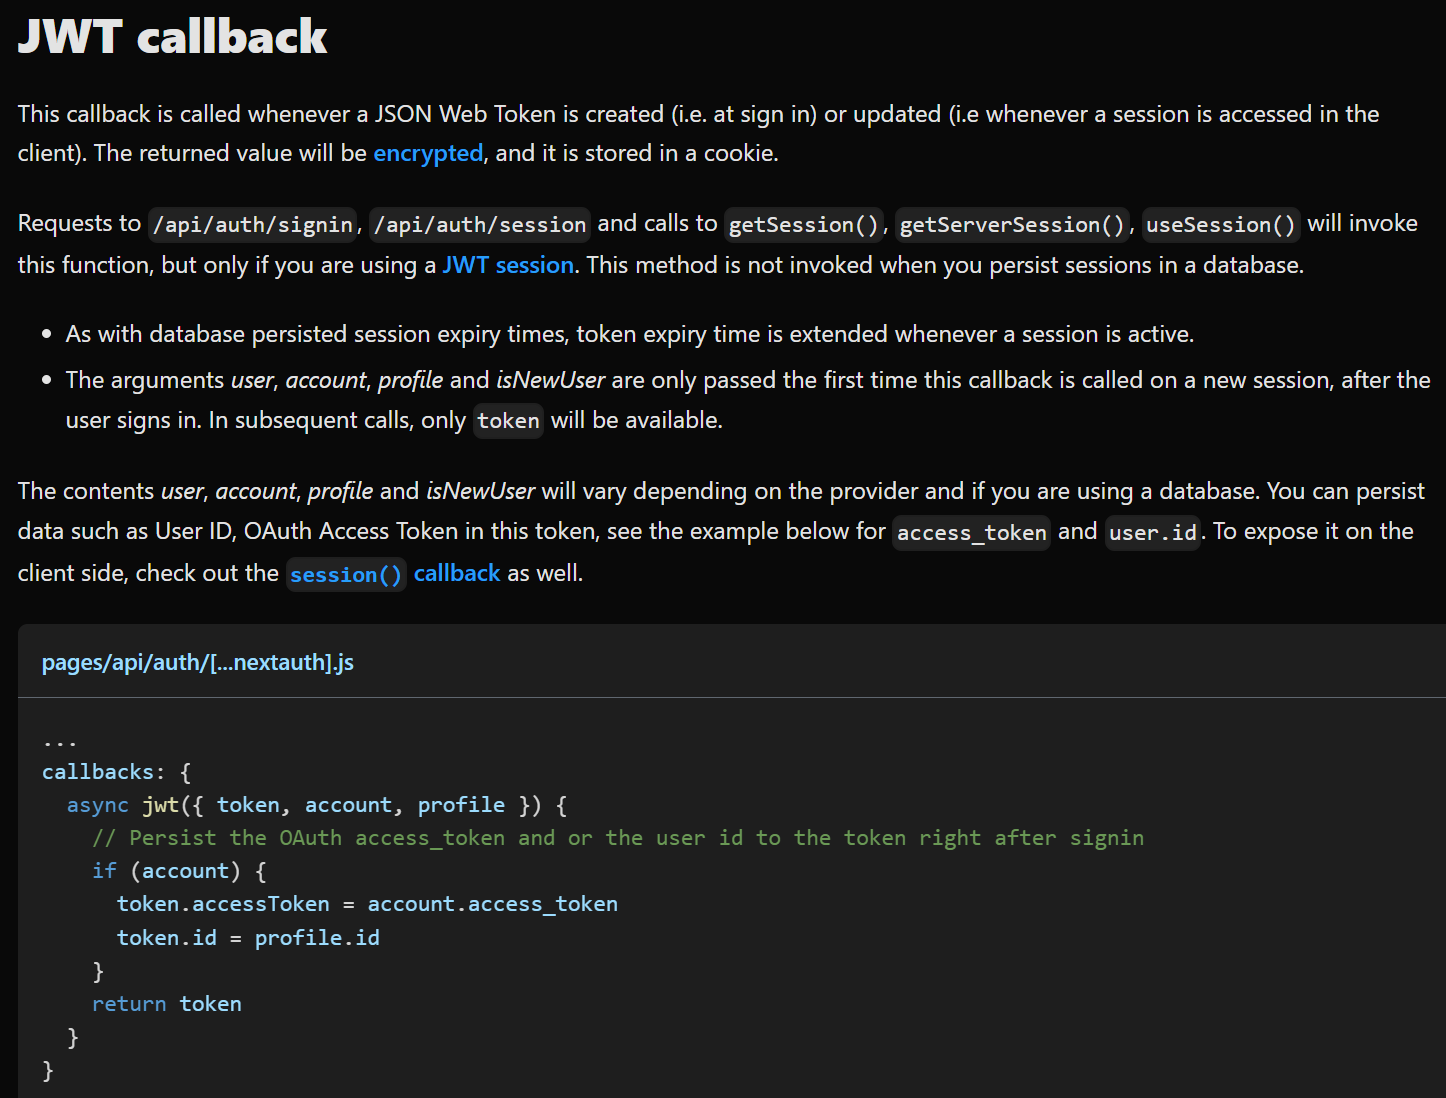 JWT callback
This callback is called whenever a JSON Web Token is created (i.e. at sign in) or updated (i.e whenever a session is accessed in the
client). The returned value will be encrypted, and it is stored in a cookie.
Requests to /api/auth/signin, /api/auth/session and calls to getSession(), getServerSession(), useSession() will invoke
this function, but only if you are using a JWT session. This method is not invoked when you persist sessions in a database.
• As with database persisted session expiry times, token expiry time is extended whenever a session is active.
• The arguments user, account, profile and isNewUser are only passed the first time this callback is called on a new session, after the
user signs in. In subsequent calls, only token will be available.
The contents user, account, profile and isNewUser will vary depending on the provider and if you are using a database. You can persist
data such as User ID, OAuth Access Token in this token, see the example below for access_token and user.id. To expose it on the
client side, check out the session() callback as well.
pages/api/auth/[...nextauth].js
...
callbacks: {
  async jwt({ token, account, profile }) {
    // Persist the OAuth access_token and or the user id to the token right after signin
    if (account) {
      token.accessToken = account.access_token
      token.id = profile.id
    }
    return token
  }
}